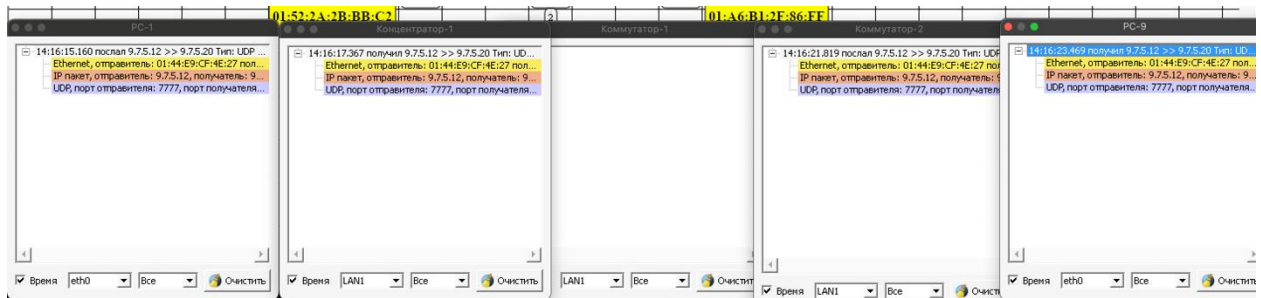 01:52:2A:2B:BB:C2
2
01:A6:B1:2F:86:FF
PC-1
14:16:15.160 послал 9.7.5.12 >> 9.7.5.20 Тип: UDP ...
Ethernet, отправитель: 01:44:E9:CF:4E:27 пол...
IP пакет, отправитель: 9.7.5.12, получатель: 9...
UDP, порт отправителя: 7777, порт получателя...
Время eth0 Все Очистить
Концентратор-1
14:16:17.367 получил 9.7.5.12 >> 9.7.5.20 Тип: UD...
Ethernet, отправитель: 01:44:E9:CF:4E:27 пол...
IP пакет, отправитель: 9.7.5.12, получатель: 9...
UDP, порт отправителя: 7777, порт получателя...
Время LAN1 Все Очистить
Коммутатор-1
LAN1 Все Очистит
Коммутатор-2
14:16:21.819 послал 9.7.5.12 >> 9.7.5.20 Тип: UDP
Ethernet, отправитель: 01:44:E9:CF:4E:27 по
IP пакет, отправитель: 9.7.5.12, получатель: 9
UDP, порт отправителя: 7777, порт получател
Время LAN1 Все Очист
PC-9
14:16:23.469 получил 9.7.5.12 >> 9.7.5.20 Тип: UD...
Ethernet, отправитель: 01:44:E9:CF:4E:27 пол...
IP пакет, отправитель: 9.7.5.12, получатель: 9...
UDP, порт отправителя: 7777, порт получателя...
Время eth0 Все Очистить